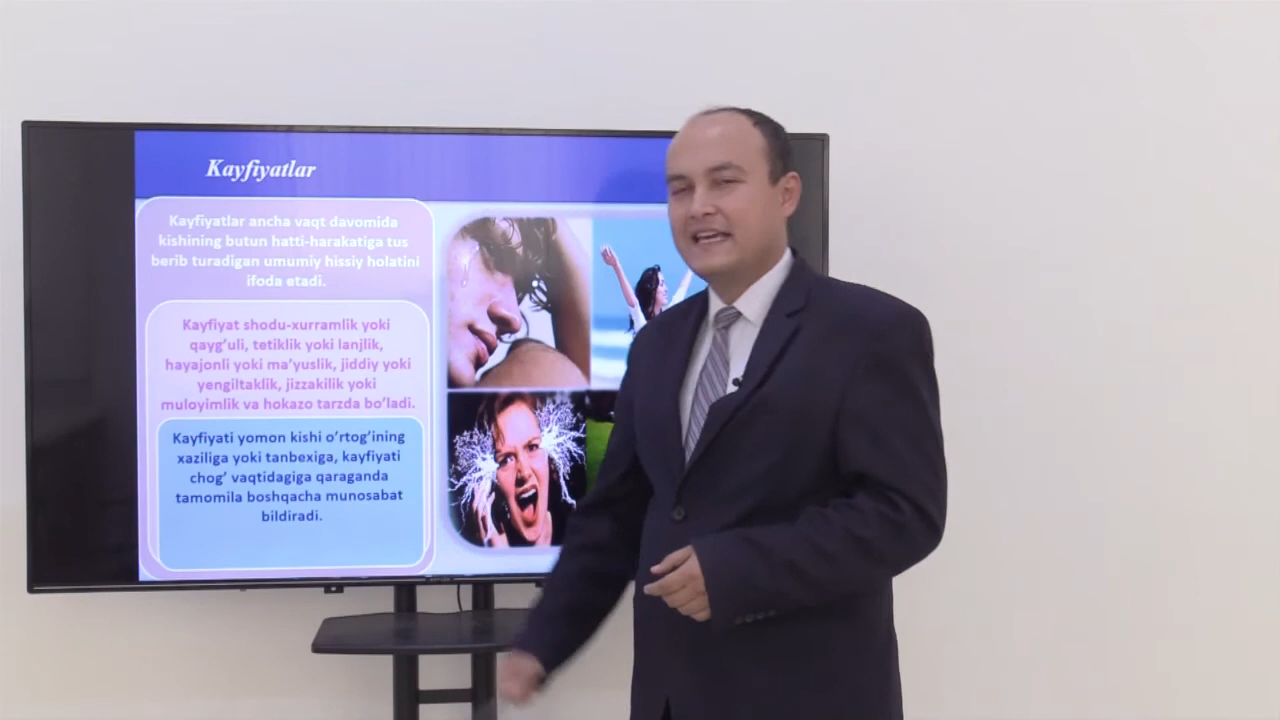 Kayfiyatlar
Kayfiyatlar ancha vaqt davomida
kishining butun hatti-harakatiga tus
berib turadigan umumiy hissiy holatini
ifoda etadi.
Kayfiyat shodu-xurramlik yoki
qayg’uli, tetiklik yoki lanjlik,
hayajonli yoki ma’yuslik, jiddiy yoki
yengiltaklik, jizzakilik yoki
muloyimlik va hokazo tarzda bo’ladi.
Kayfiyati yomon kishi o’rtog’ining
xaziliga yoki tanbexiga, kayfiyati
chog’ vaqtidagiga qaraganda
tamomila boshqacha munosabat
bildiradi.